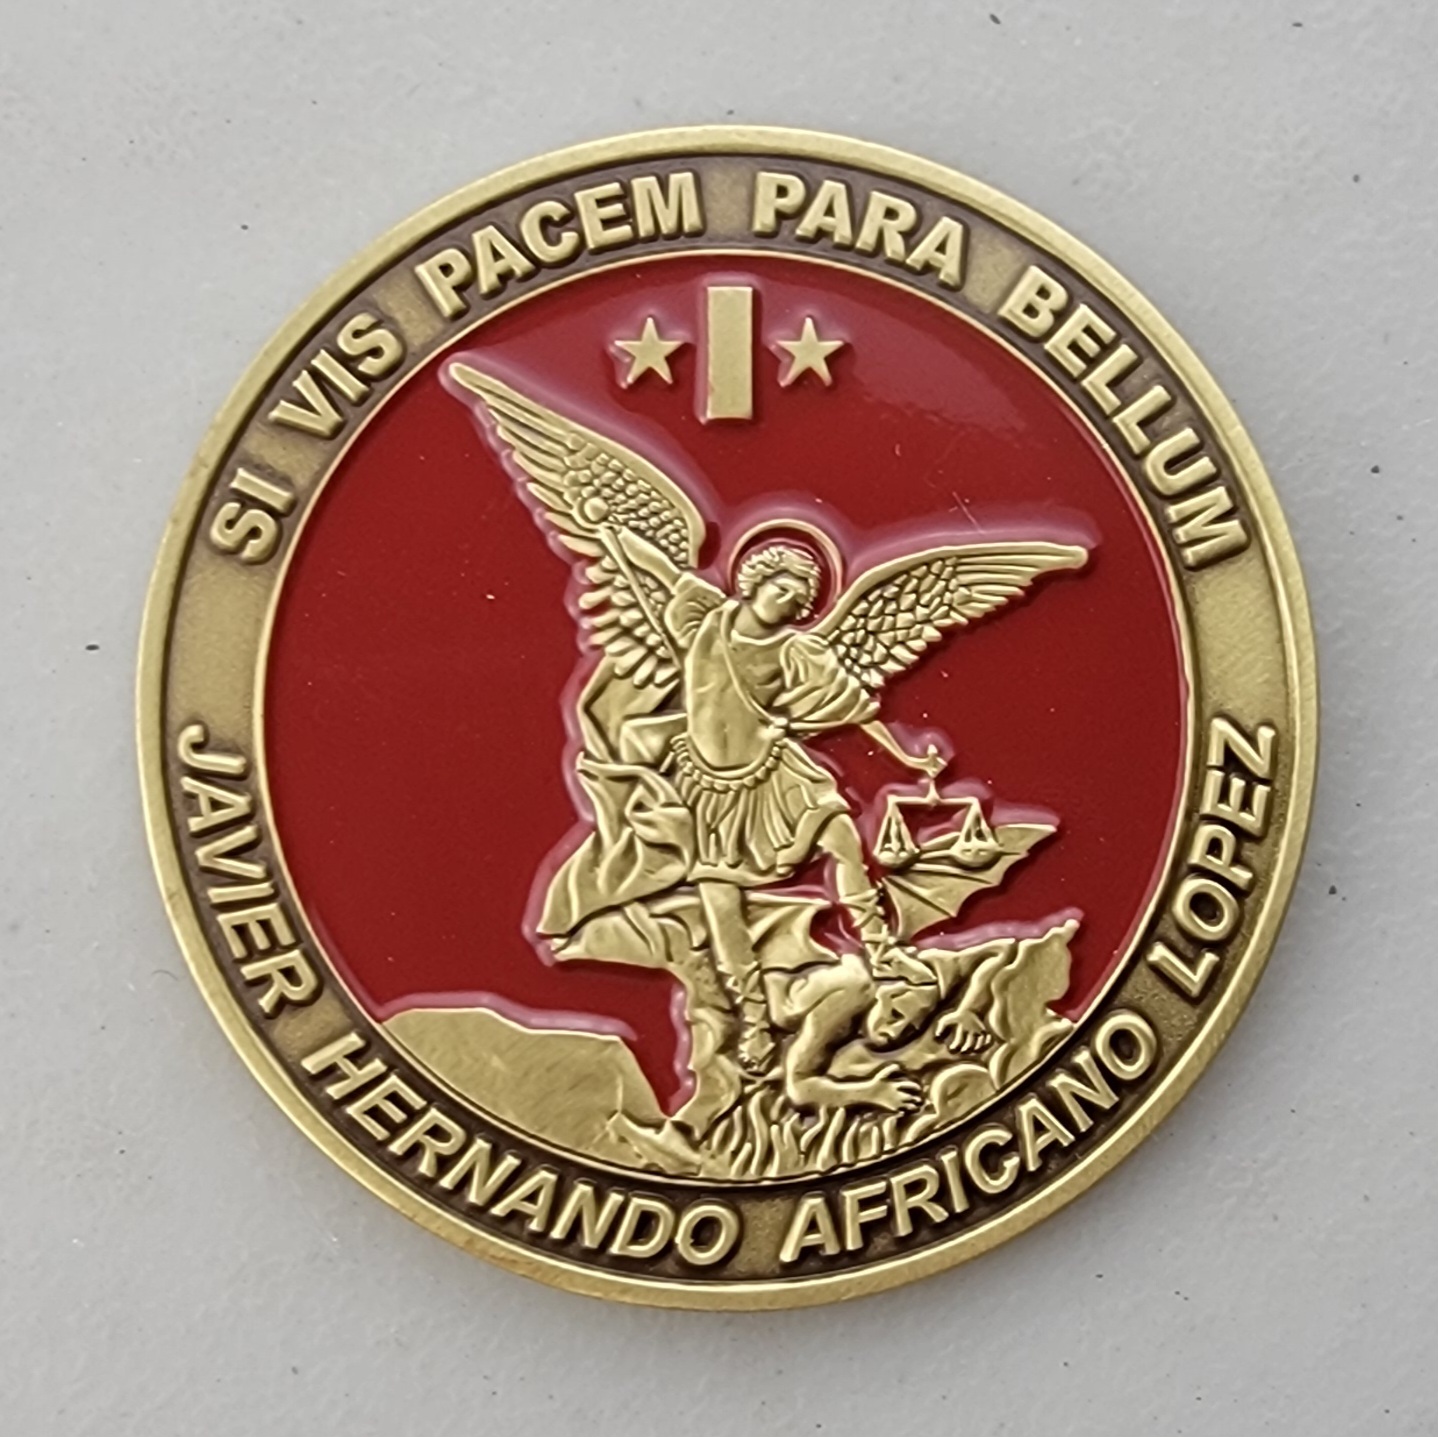 SI VIS PACEM PARA BELLUM
JAVIER HERNANDO AFRICANO LOPEZ